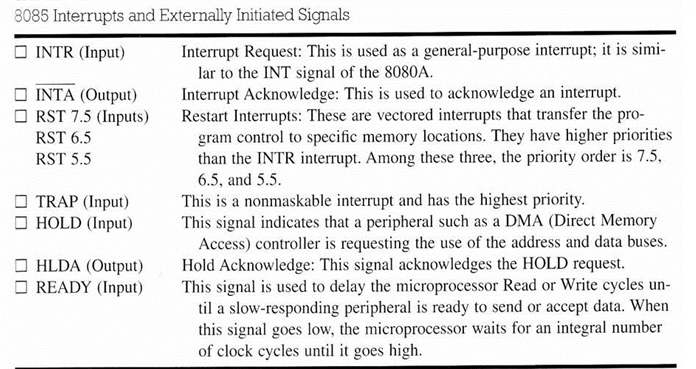 8085 Interrupts and Externally Initiated Signals
□ INTR (Input) Interrupt Request: This is used as a general-purpose interrupt; it is simi-
lar to the INT signal of the 8080A.
□ I̅N̅T̅A̅ (Output) Interrupt Acknowledge: This is used to acknowledge an interrupt.
□ RST 7.5 (Inputs) Restart Interrupts: These are vectored interrupts that transfer the pro-
RST 6.5 gram control to specific memory locations. They have higher priorities
RST 5.5 than the INTR interrupt. Among these three, the priority order is 7.5,
6.5, and 5.5.
□ TRAP (Input) This is a nonmaskable interrupt and has the highest priority.
□ HOLD (Input) This signal indicates that a peripheral such as a DMA (Direct Memory
Access) controller is requesting the use of the address and data buses.
□ HLDA (Output) Hold Acknowledge: This signal acknowledges the HOLD request.
□ READY (Input) This signal is used to delay the microprocessor Read or Write cycles un-
til a slow-responding peripheral is ready to send or accept data. When
this signal goes low, the microprocessor waits for an integral number
of clock cycles until it goes high.